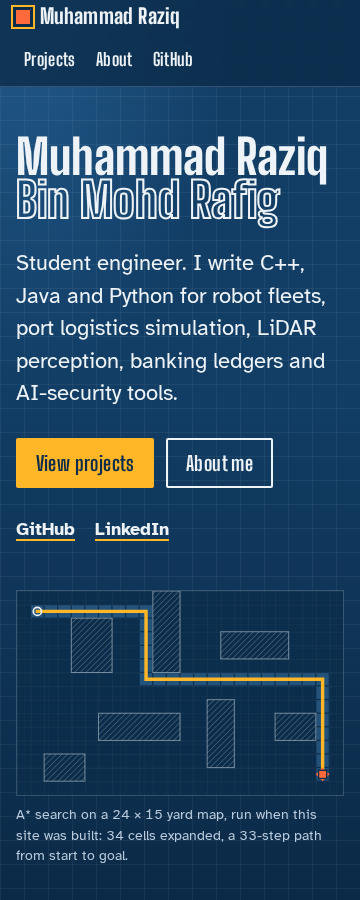 Muhammad Raziq
Projects About GitHub
Muhammad Raziq
Bin Mohd Rafig
Student engineer. I write C++,
Java and Python for robot fleets,
port logistics simulation, LiDAR
perception, banking ledgers and
AI-security tools.
View projects About me
GitHub LinkedIn
A* search on a 24 × 15 yard map, run when this
site was built: 34 cells expanded, a 33-step path
from start to goal.